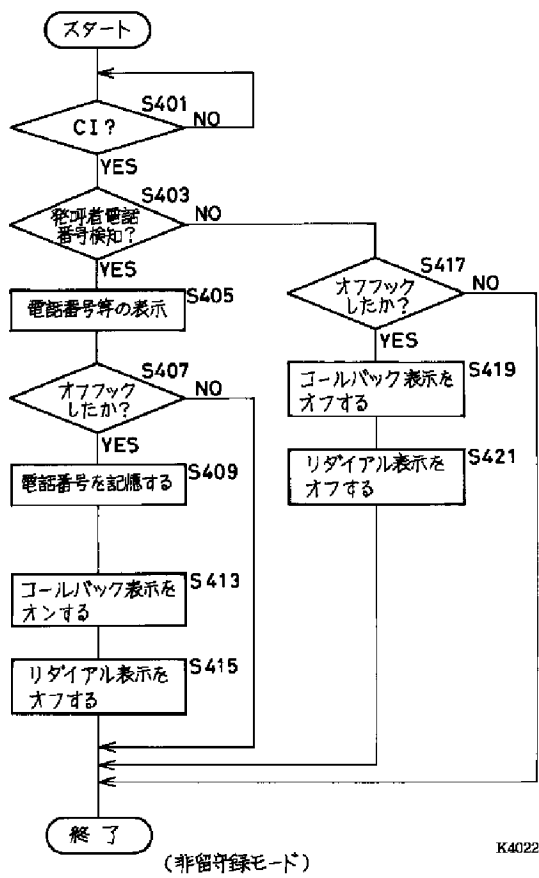 スタート
S401
CI?
NO
YES
S403
発呼者電話
番号検知?
NO
YES
S405
電話番号等の表示
S407
オフフック
したか?
NO
YES
S409
電話番号を記憶する
S413
コールバック表示を
オンする
S415
リダイアル表示を
オフする
S417
オフフック
したか?
NO
YES
S419
コールバック表示を
オフする
S421
リダイアル表示を
オフする
終了
(非留守録モード)
K4022